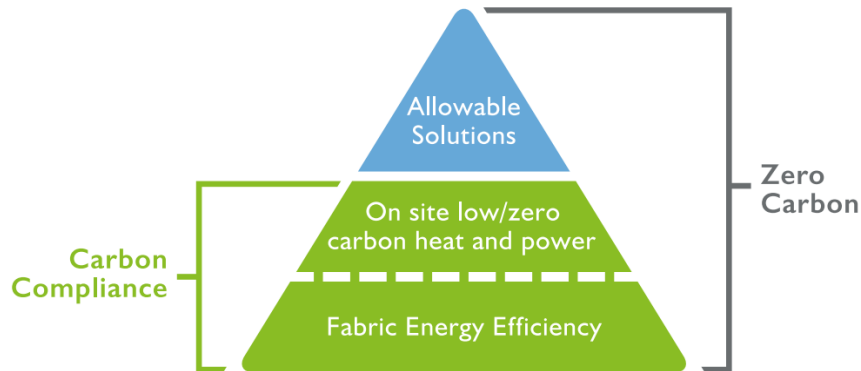 Allowable
Solutions
Zero
Carbon
On site low/zero
carbon heat and power
Carbon
Compliance
Fabric Energy Efficiency